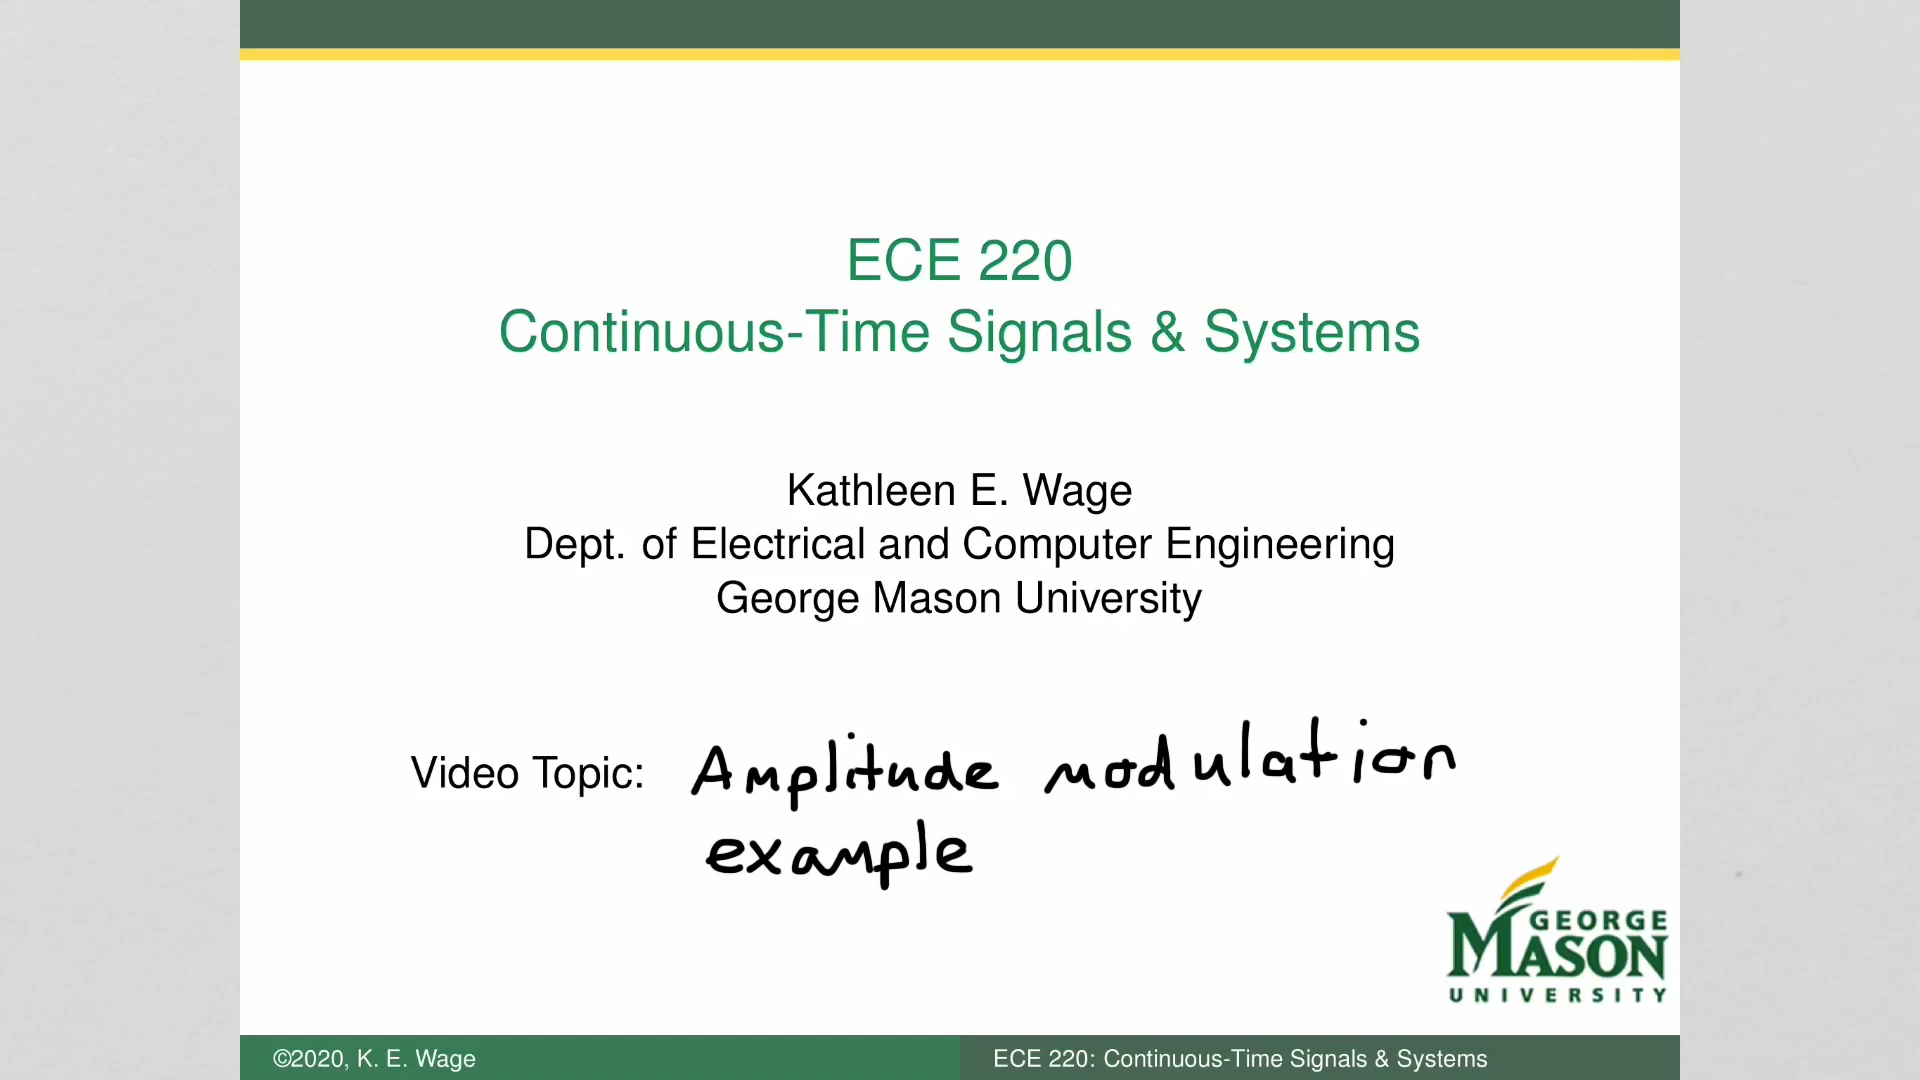 ECE 220
Continuous-Time Signals & Systems
Kathleen E. Wage
Dept. of Electrical and Computer Engineering
George Mason University
Video Topic: Amplitude modulation
example
GEORGE
MASON
UNIVERSITY
©2020, K. E. Wage
ECE 220: Continuous-Time Signals & Systems